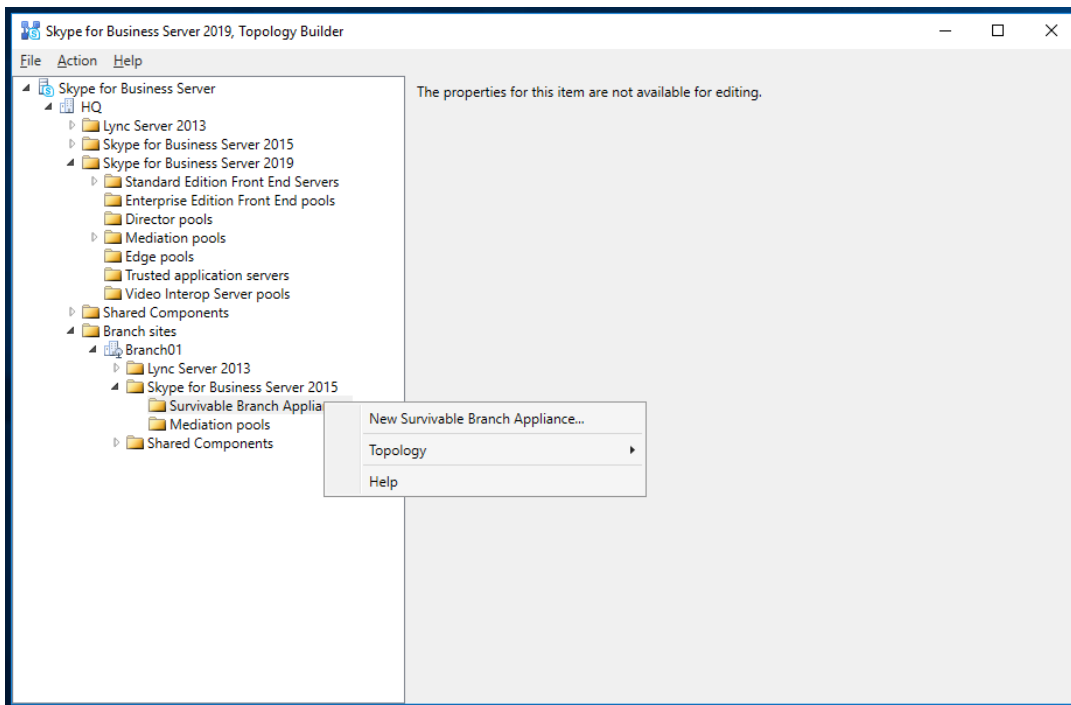 Skype for Business Server 2019, Topology Builder
File Action Help
Skype for Business Server
The properties for this item are not available for editing.
HQ
Lync Server 2013
Skype for Business Server 2015
Skype for Business Server 2019
Standard Edition Front End Servers
Enterprise Edition Front End pools
Director pools
Mediation pools
Edge pools
Trusted application servers
Video Interop Server pools
Shared Components
Branch sites
Branch01
Lync Server 2013
Skype for Business Server 2015
Survivable Branch Applia
Mediation pools
Shared Components
New Survivable Branch Appliance...
Topology
Help